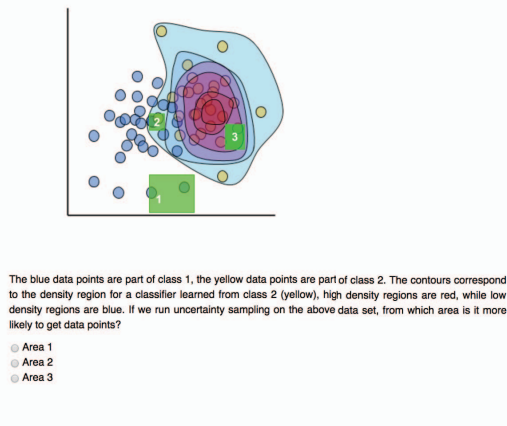 2
3
1
The blue data points are part of class 1, the yellow data points are part of class 2. The contours correspond
to the density region for a classifier learned from class 2 (yellow), high density regions are red, while low
density regions are blue. If we run uncertainty sampling on the above data set, from which area is it more
likely to get data points?
Area 1
Area 2
Area 3